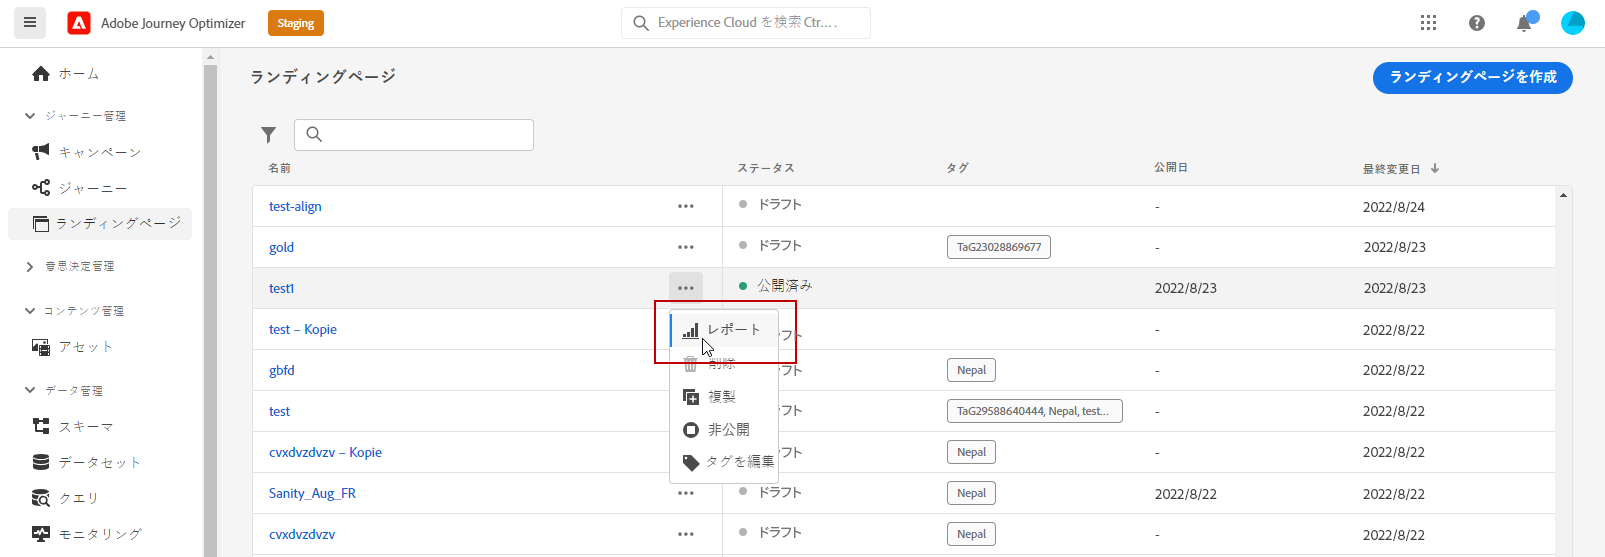 Adobe Journey Optimizer
Staging
Experience Cloud を検索 Ctr... .
ホーム
ジャーニー管理
キャンペーン
ジャーニー
ランディングページ
意思決定管理
コンテンツ管理
アセット
データ管理
スキーマ
データセット
クエリ
モニタリング
ランディングページ
ランディングページを作成
名前 ステータス タグ 公開日 最終変更日
test-align ドラフト - 2022/8/24
gold ドラフト TaG23028869677 - 2022/8/23
test1 公開済み 2022/8/23 2022/8/23
test – Kopie ドラフト - 2022/8/22
gbfd ドラフト Nepal - 2022/8/22
test ドラフト TaG29588640444, Nepal, test... - 2022/8/22
cvxdvzdvzv – Kopie ドラフト Nepal - 2022/8/22
Sanity_Aug_FR ドラフト Nepal 2022/8/22 2022/8/22
cvxdvzdvzv ドラフト Nepal - 2022/8/22
レポート
削除
複製
非公開
タグを編集